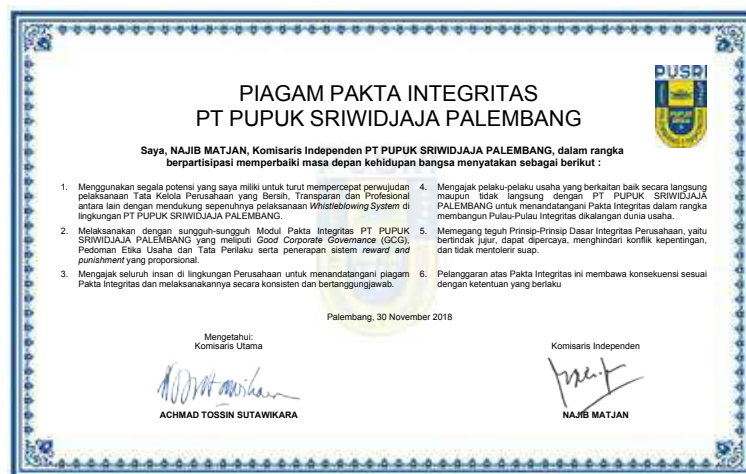 PUSRI
PIAGAM PAKTA INTEGRITAS
PT PUPUK SRIWIDJAJA PALEMBANG
Saya, NAJIB MATJAN, Komisaris Independen PT PUPUK SRIWIDJAJA PALEMBANG, dalam rangka
berpartisipasi memperbaiki masa depan kehidupan bangsa menyatakan sebagai berikut :
1. Menggunakan segala potensi yang saya miliki untuk turut mempercepat perwujudan
pelaksanaan Tata Kelola Perusahaan yang Bersih, Transparan dan Profesional
antara lain dengan mendukung sepenuhnya pelaksanaan Whistleblowing System di
lingkungan PT PUPUK SRIWIDJAJA PALEMBANG.
2. Melaksanakan dengan sungguh-sungguh Modul Pakta Integritas PT PUPUK
SRIWIDJAJA PALEMBANG yang meliputi Good Corporate Governance (GCG),
Pedoman Etika Usaha dan Tata Perilaku serta penerapan sistem reward and
punishment yang proporsional.
3. Mengajak seluruh insan di lingkungan Perusahaan untuk menandatangani piagam
Pakta Integritas dan melaksanakannya secara konsisten dan bertanggungjawab.
4. Mengajak pelaku-pelaku usaha yang berkaitan baik secara langsung
maupun tidak langsung dengan PT PUPUK SRIWIDJAJA
PALEMBANG untuk menandatangani Pakta Integritas dalam rangka
membangun Pulau-Pulau Integritas dikalangan dunia usaha.
5. Memegang teguh Prinsip-Prinsip Dasar Integritas Perusahaan, yaitu
bertindak jujur, dapat dipercaya, menghindari konflik kepentingan,
dan tidak mentolerir suap.
6. Pelanggaran atas Pakta Integritas ini membawa konsekuensi sesuai
dengan ketentuan yang berlaku
Palembang, 30 November 2018
Mengetahui:
Komisaris Utama
ACHMAD TOSSIN SUTAWIKARA
Komisaris Independen
NAJIB MATJAN